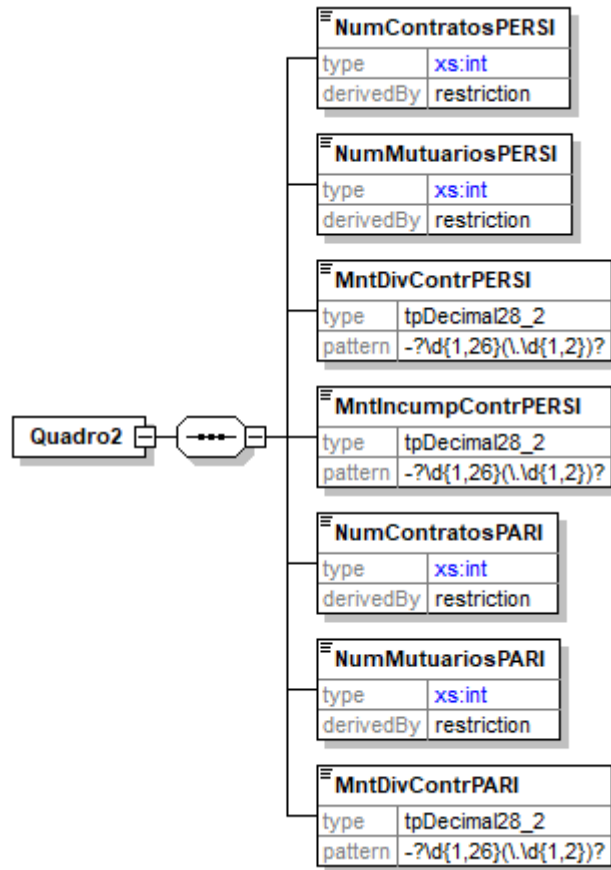 NumContratosPERSI
type xs:int
derivedBy restriction
NumMutuariosPERSI
type xs:int
derivedBy restriction
MntDivContrPERSI
type tpDecimal28_2
pattern -?\d{1,26}(\.\d{1,2})?
MntIncumpContrPERSI
type tpDecimal28_2
pattern -?\d{1,26}(\.\d{1,2})?
Quadro2
NumContratosPARI
type xs:int
derivedBy restriction
NumMutuariosPARI
type xs:int
derivedBy restriction
MntDivContrPARI
type tpDecimal28_2
pattern -?\d{1,26}(\.\d{1,2})?